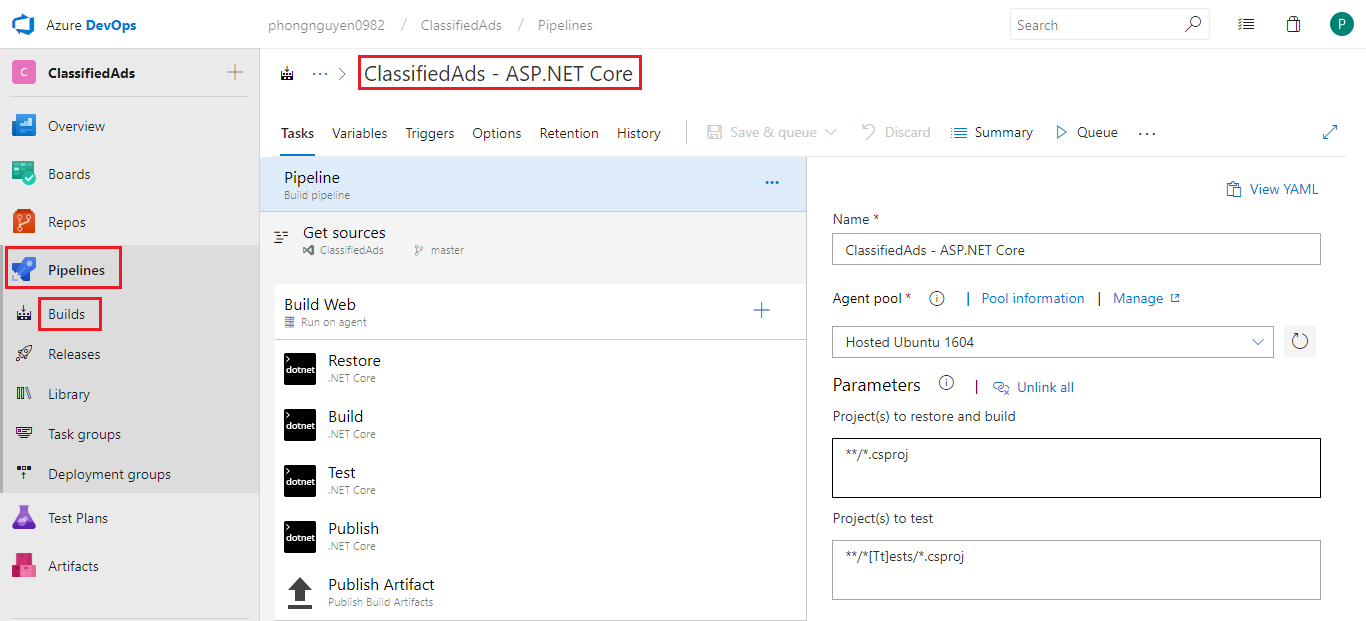 Azure DevOps
phongnguyen0982 / ClassifiedAds / Pipelines
Search
P
C ClassifiedAds
Overview
Boards
Repos
Pipelines
Builds
Releases
Library
Task groups
Deployment groups
Test Plans
Artifacts
ClassifiedAds - ASP.NET Core
Tasks Variables Triggers Options Retention History
Save & queue Discard Summary Queue ...
Pipeline
Build pipeline
Get sources
ClassifiedAds master
Build Web
Run on agent
dotnet Restore
.NET Core
dotnet Build
.NET Core
dotnet Test
.NET Core
dotnet Publish
.NET Core
Publish Artifact
Publish Build Artifacts
View YAML
Name *
ClassifiedAds - ASP.NET Core
Agent pool * | Pool information | Manage
Hosted Ubuntu 1604
Parameters | Unlink all
Project(s) to restore and build
**/*.csproj
Project(s) to test
**/*[Tt]ests/*.csproj